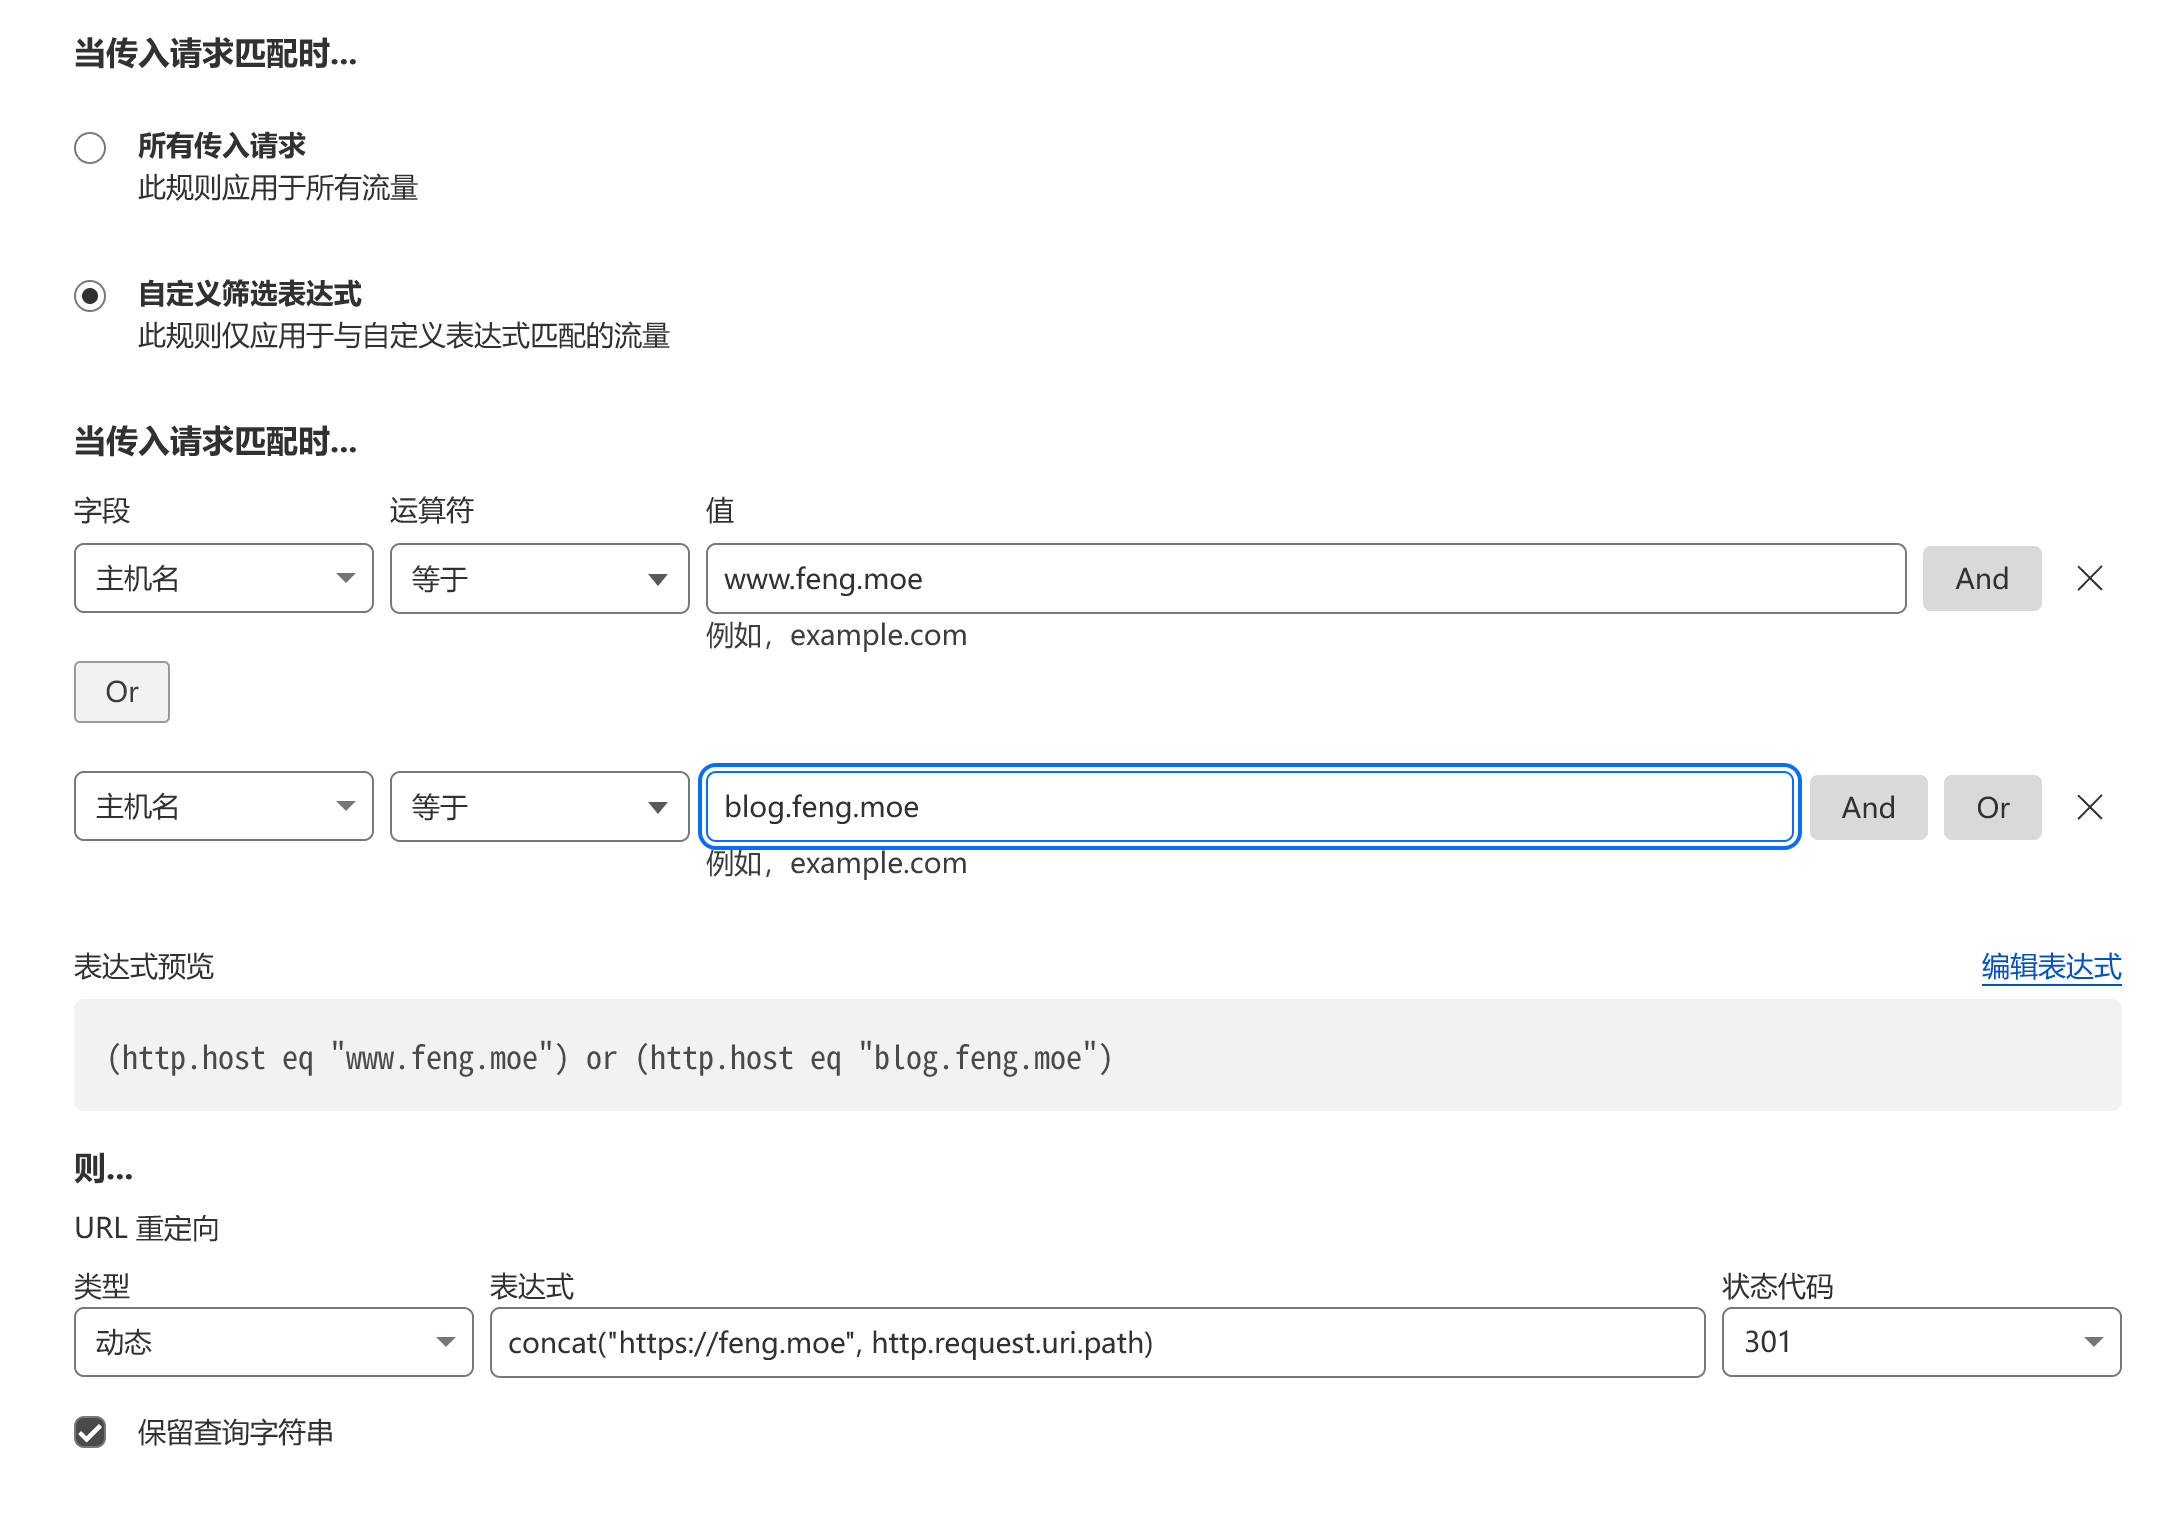 当传入请求匹配时...
所有传入请求
此规则应用于所有流量
自定义筛选表达式
此规则仅应用于与自定义表达式匹配的流量
当传入请求匹配时...
字段 运算符 值
主机名 等于 www.feng.moe And
例如，example.com
Or
主机名 等于 blog.feng.moe And Or
例如，example.com
表达式预览 编辑表达式
(http.host eq "www.feng.moe") or (http.host eq "blog.feng.moe")
则...
URL 重定向
类型 表达式 状态代码
动态 concat("https://feng.moe", http.request.uri.path) 301
保留查询字符串